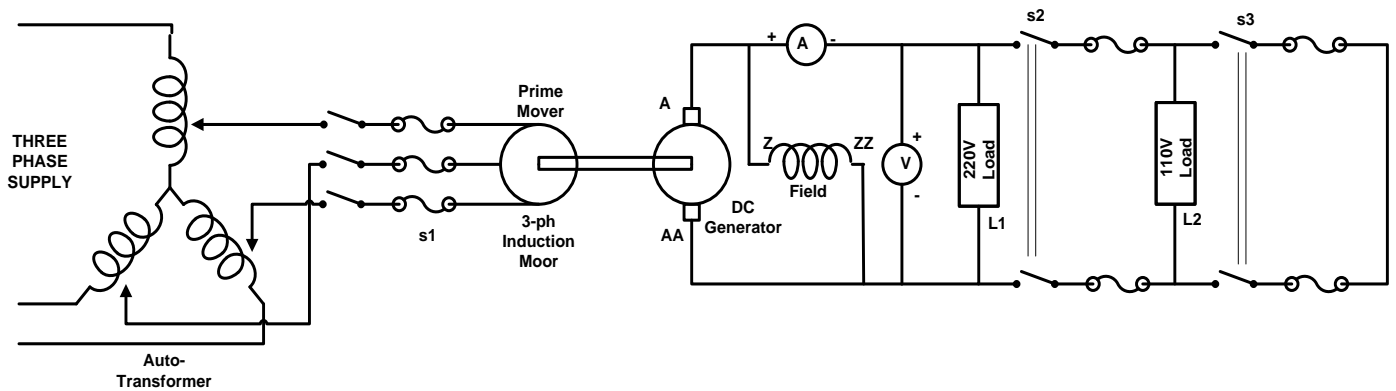 THREE
PHASE
SUPPLY
Auto-
Transformer
s1
Prime
Mover
3-ph
Induction
Moor
A
AA
DC
Generator
+
A
-
Z
ZZ
Field
+
V
-
220V
Load
L1
s2
110V
Load
L2
s3